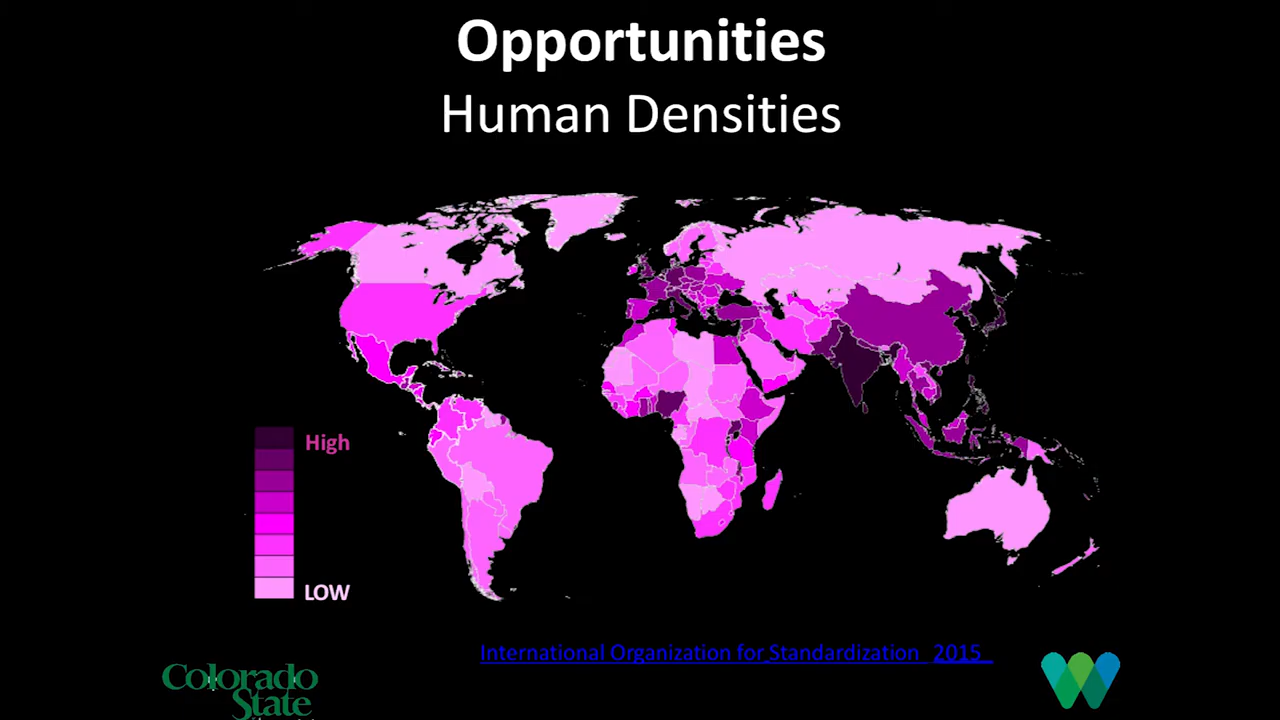 Opportunities
Human Densities
High
LOW
International Organization for Standardization 2015
Colorado
State